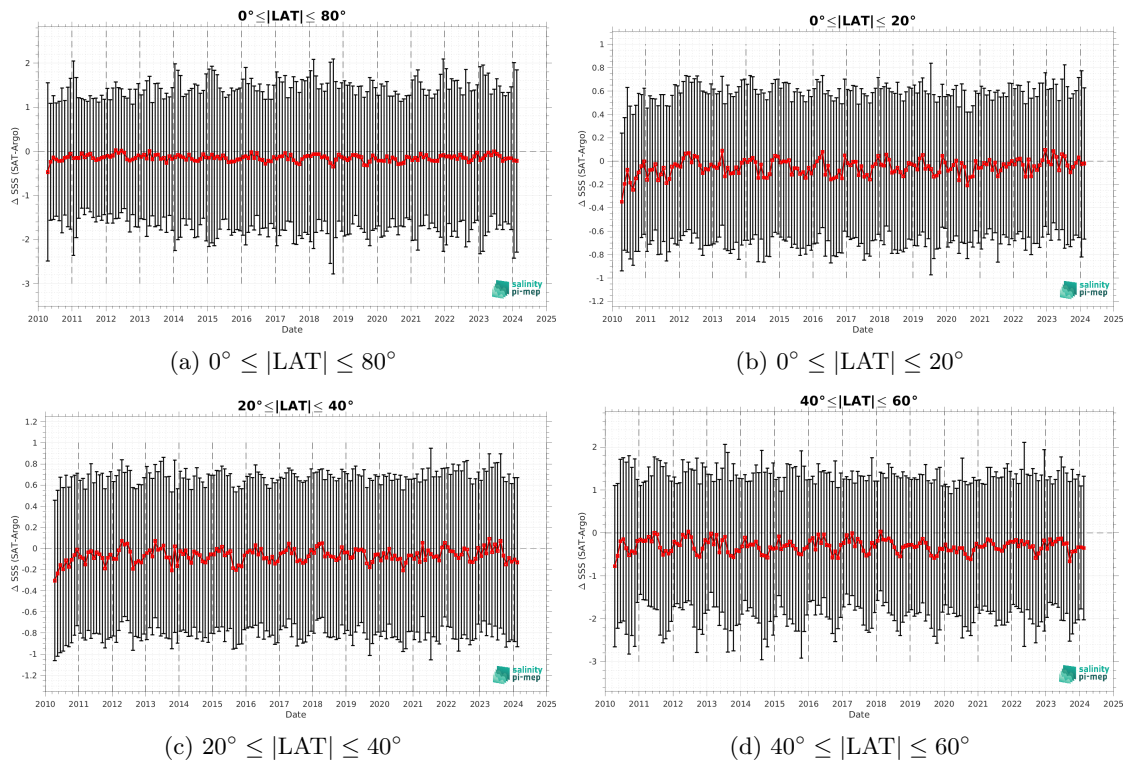 0°≤|LAT|≤ 80°
2
1
0
-1
-2
-3
Δ SSS (SAT-Argo)
salinity
pi-mep
2010 2011 2012 2013 2014 2015 2016 2017 2018 2019 2020 2021 2022 2023 2024 2025
Date
(a) 0° ≤ |LAT| ≤ 80°
0°≤|LAT|≤ 20°
1
0.8
0.6
0.4
0.2
0
-0.2
-0.4
-0.6
-0.8
-1
-1.2
Δ SSS (SAT-Argo)
salinity
pi-mep
2010 2011 2012 2013 2014 2015 2016 2017 2018 2019 2020 2021 2022 2023 2024 2025
Date
(b) 0° ≤ |LAT| ≤ 20°
20°≤|LAT|≤ 40°
1.2
1
0.8
0.6
0.4
0.2
0
-0.2
-0.4
-0.6
-0.8
-1
-1.2
Δ SSS (SAT-Argo)
salinity
pi-mep
2010 2011 2012 2013 2014 2015 2016 2017 2018 2019 2020 2021 2022 2023 2024 2025
Date
(c) 20° ≤ |LAT| ≤ 40°
40°≤|LAT|≤ 60°
2
1
0
-1
-2
-3
Δ SSS (SAT-Argo)
salinity
pi-mep
2010 2011 2012 2013 2014 2015 2016 2017 2018 2019 2020 2021 2022 2023 2024 2025
Date
(d) 40° ≤ |LAT| ≤ 60°